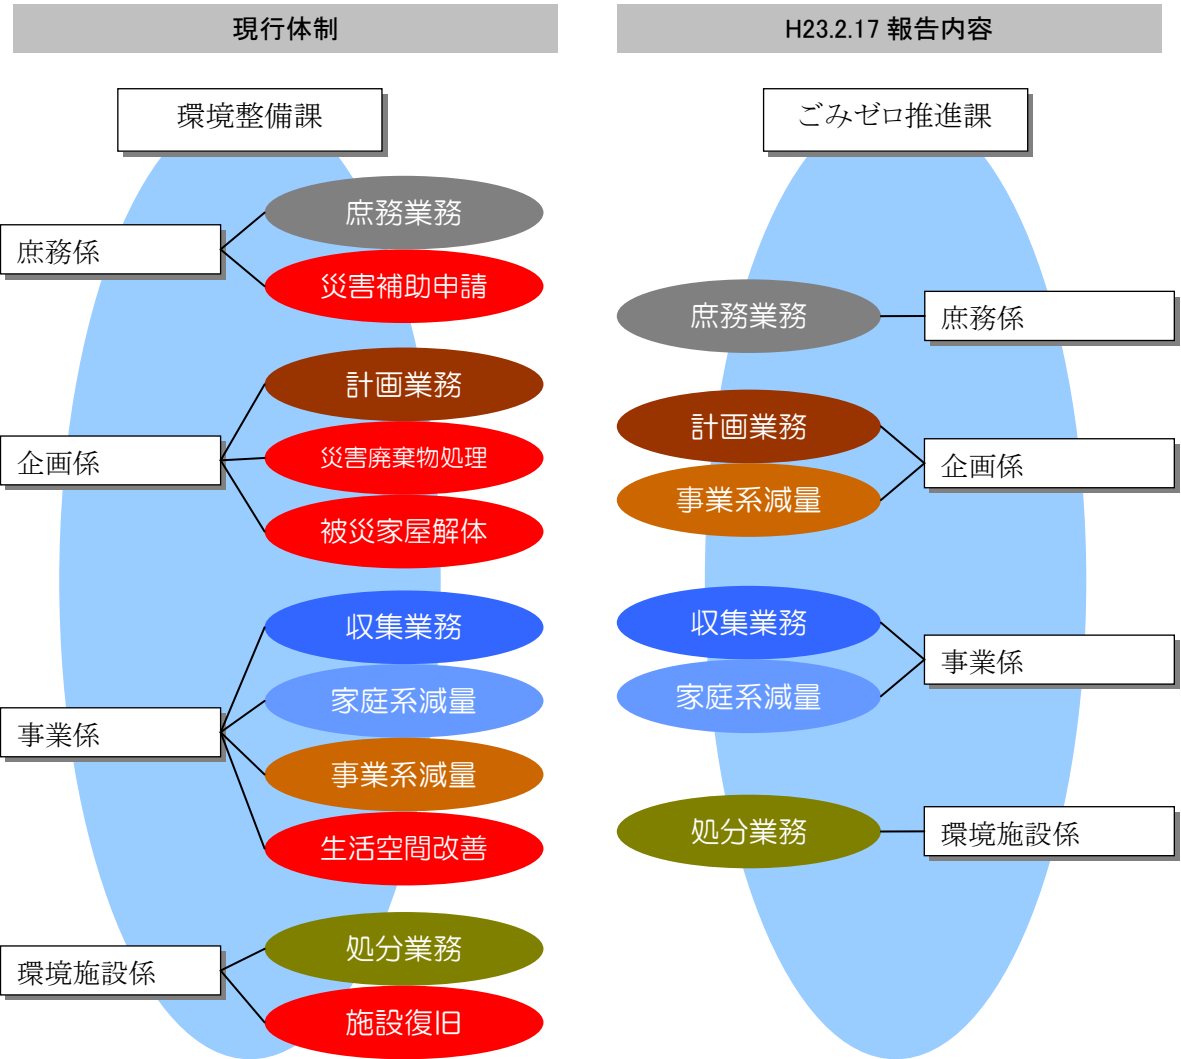 現行体制
環境整備課
庶務係
庶務業務
災害補助申請
企画係
計画業務
災害廃棄物処理
被災家屋解体
事業係
収集業務
家庭系減量
事業系減量
生活空間改善
環境施設係
処分業務
施設復旧
H23.2.17 報告内容
ごみゼロ推進課
庶務業務
庶務係
計画業務
事業系減量
企画係
収集業務
家庭系減量
事業係
処分業務
環境施設係